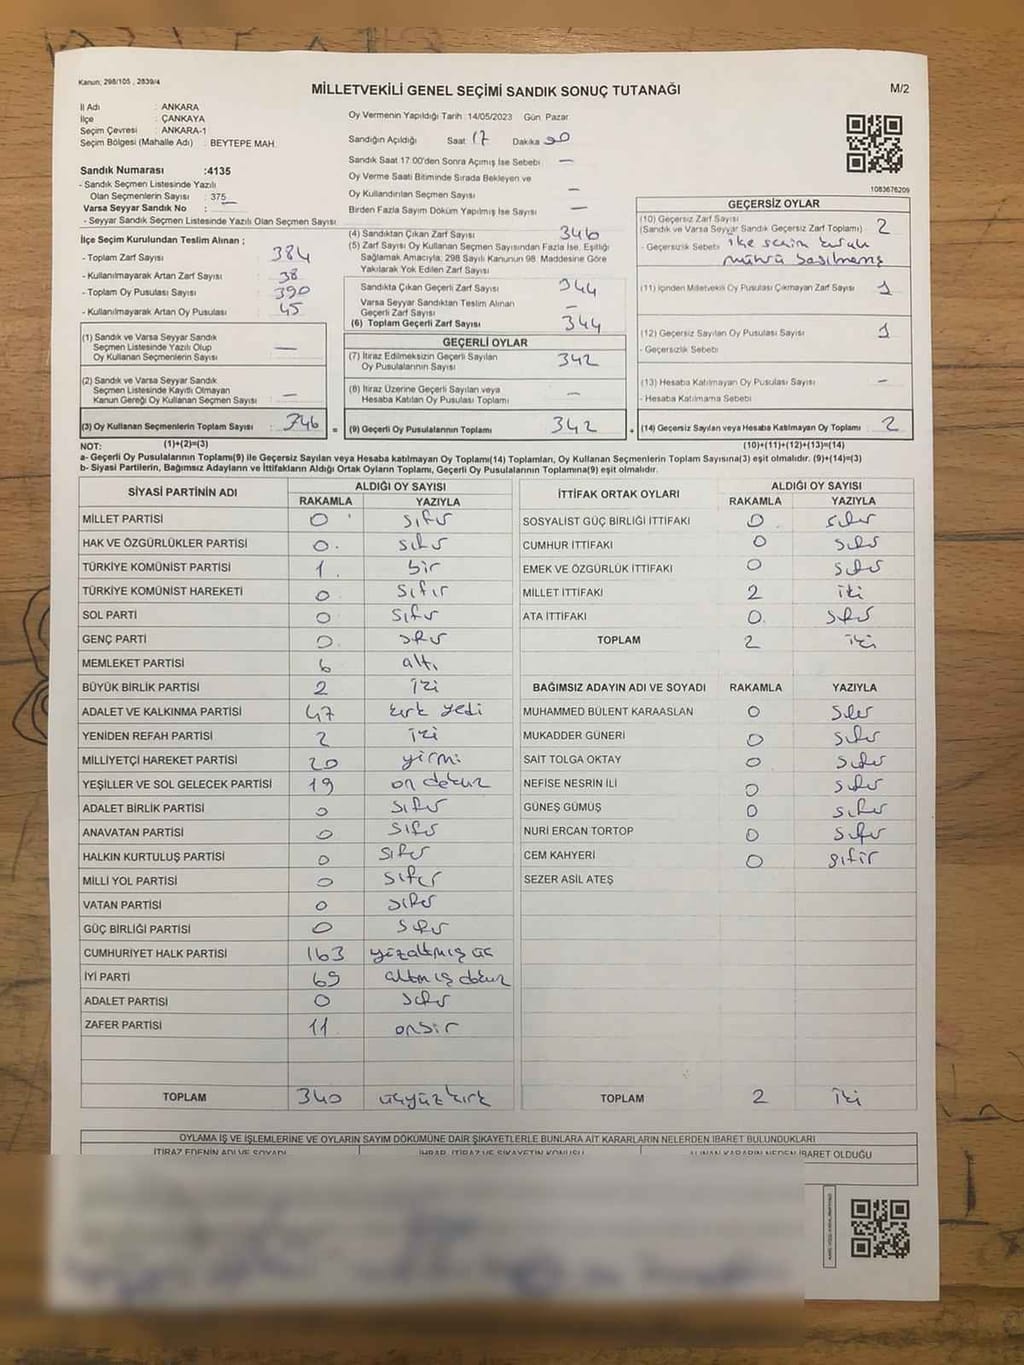 Kanun; 298/105 , 2839/4
MİLLETVEKİLİ GENEL SEÇİMİ SANDIK SONUÇ TUTANAĞI
M/2
İl Adı : ANKARA
İlçe : ÇANKAYA
Seçim Çevresi : ANKARA-1
Seçim Bölgesi (Mahalle Adı) : BEYTEPE MAH.
Sandık Numarası :4135
- Sandık Seçmen Listesinde Yazılı
Olan Seçmenlerin Sayısı : 375
Varsa Seyyar Sandık No :
- Seyyar Sandık Seçmen Listesinde Yazılı Olan Seçmen Sayısı
Oy Vermenin Yapıldığı Tarih :14/05/2023 Gün: Pazar
Sandığın Açıldığı Saat 17 Dakika
Sandık Saat 17:00'den Sonra Açımış İse Sebebi : —
Oy Verme Saati Bitiminde Sırada Bekleyen ve
Oy Kullandırılan Seçmen Sayısı —
Birden Fazla Sayım Döküm Yapılmış İse Sayısı —
1083676209
İlçe Seçim Kurulundan Teslim Alınan ;
- Toplam Zarf Sayısı : 384
- Kullanılmayarak Artan Zarf Sayısı : 38
- Toplam Oy Pusulası Sayısı : 390
- Kullanılmayarak Artan Oy Pusulası : 45
(1) Sandık ve Varsa Seyyar Sandık
Seçmen Listesinde Yazılı Olup
Oy Kullanan Seçmenlerin Sayısı : —
(2) Sandık ve Varsa Seyyar Sandık
Seçmen Listesinde Kayıtlı Olmayan
Kanun Gereği Oy Kullanan Seçmen Sayısı : —
(3) Oy Kullanan Seçmenlerin Toplam Sayısı : 346
(4) Sandıktan Çıkan Zarf Sayısı 346
(5) Zarf Sayısı Oy Kullanan Seçmen Sayısından Fazla İse, Eşitliği
Sağlamak Amacıyla; 298 Sayılı Kanunun 98. Maddesine Göre
Yakılarak Yok Edilen Zarf Sayısı
Sandıkta Çıkan Geçerli Zarf Sayısı 344
Varsa Seyyar Sandıktan Teslim Alınan
Geçerli Zarf Sayısı —
(6) Toplam Geçerli Zarf Sayısı 344
GEÇERLİ OYLAR
(7) İtiraz Edilmeksizin Geçerli Sayılan
Oy Pusulalarının Sayısı 342
(8) İtiraz Üzerine Geçerli Sayılan veya
Hesaba Katılan Oy Pusulası Toplamı —
= (9) Geçerli Oy Pusulalarının Toplamı 342
GEÇERSİZ OYLAR
(10) Geçersiz Zarf Sayısı
(Sandık ve Varsa Seyyar Sandık Geçersiz Zarf Toplamı) : 2
- Geçersizlik Sebebi : ilçe seçim kurulu
mührü basılmamış
(11) İçinden Milletvekili Oy Pusulası Çıkmayan Zarf Sayısı : 1
(12) Geçersiz Sayılan Oy Pusulası Sayısı : 1
- Geçersizlik Sebebi
(13) Hesaba Katılmayan Oy Pusulası Sayısı : —
- Hesaba Katılmama Sebebi
+ (14) Geçersiz Sayılan veya Hesaba Katılmayan Oy Toplamı : 2
NOT: (1)+(2)=(3)
(10)+(11)+(12)+(13)=(14)
a- Geçerli Oy Pusulalarının Toplamı(9) ile Geçersiz Sayılan veya Hesaba katılmayan Oy Toplamı(14) Toplamları, Oy Kullanan Seçmenlerin Toplam Sayısına(3) eşit olmalıdır. (9)+(14)=(3)
b- Siyasi Partilerin, Bağımsız Adayların ve İttifakların Aldığı Ortak Oyların Toplamı, Geçerli Oy Pusulalarının Toplamına(9) eşit olmalıdır.
SİYASİ PARTİNİN ADI ALDIĞI OY SAYISI
RAKAMLA YAZIYLA
MİLLET PARTİSİ 0 sıfır
HAK VE ÖZGÜRLÜKLER PARTİSİ 0 sıfır
TÜRKİYE KOMÜNİST PARTİSİ 1 bir
TÜRKİYE KOMÜNİST HAREKETİ 0 sıfır
SOL PARTİ 0 sıfır
GENÇ PARTİ 0 sıfır
MEMLEKET PARTİSİ 6 altı
BÜYÜK BİRLİK PARTİSİ 2 iki
ADALET VE KALKINMA PARTİSİ 47 kırk yedi
YENİDEN REFAH PARTİSİ 2 iki
MİLLİYETÇİ HAREKET PARTİSİ 20 yirmi
YEŞİLLER VE SOL GELECEK PARTİSİ 19 on dokuz
ADALET BİRLİK PARTİSİ 0 sıfır
ANAVATAN PARTİSİ 0 sıfır
HALKIN KURTULUŞ PARTİSİ 0 sıfır
MİLLİ YOL PARTİSİ 0 sıfır
VATAN PARTİSİ 0 sıfır
GÜÇ BİRLİĞİ PARTİSİ 0 sıfır
CUMHURİYET HALK PARTİSİ 163 yüzaltmış üç
İYİ PARTİ 69 altmış dokuz
ADALET PARTİSİ 0 sıfır
ZAFER PARTİSİ 11 onbir
TOPLAM 340 üçyüz kırk
İTTİFAK ORTAK OYLARI ALDIĞI OY SAYISI
RAKAMLA YAZIYLA
SOSYALİST GÜÇ BİRLİĞİ İTTİFAKI 0 sıfır
CUMHUR İTTİFAKI 0 sıfır
EMEK VE ÖZGÜRLÜK İTTİFAKI 0 sıfır
MİLLET İTTİFAKI 2 iki
ATA İTTİFAKI 0 sıfır
TOPLAM 2 iki
BAĞIMSIZ ADAYIN ADI VE SOYADI RAKAMLA YAZIYLA
MUHAMMED BÜLENT KARAASLAN 0 sıfır
MUKADDER GÜNERİ 0 sıfır
SAİT TOLGA OKTAY 0 sıfır
NEFİSE NESRİN İLİ 0 sıfır
GÜNEŞ GÜMÜŞ 0 sıfır
NURİ ERCAN TORTOP 0 sıfır
CEM KAHYERİ 0 sıfır
SEZER ASİL ATEŞ
TOPLAM 2 iki
OYLAMA İŞ VE İŞLEMLERİNE VE OYLARIN SAYIM DÖKÜMÜNE DAİR ŞİKAYETLERLE BUNLARA AİT KARARLARIN NELERDEN İBARET BULUNDUKLARI
İTİRAZ EDENİN ADI VE SOYADI İHBAR, İTİRAZ VE ŞİKAYETİN KONUSU ALINAN KARARIN NEDEN İBARET OLDUĞU